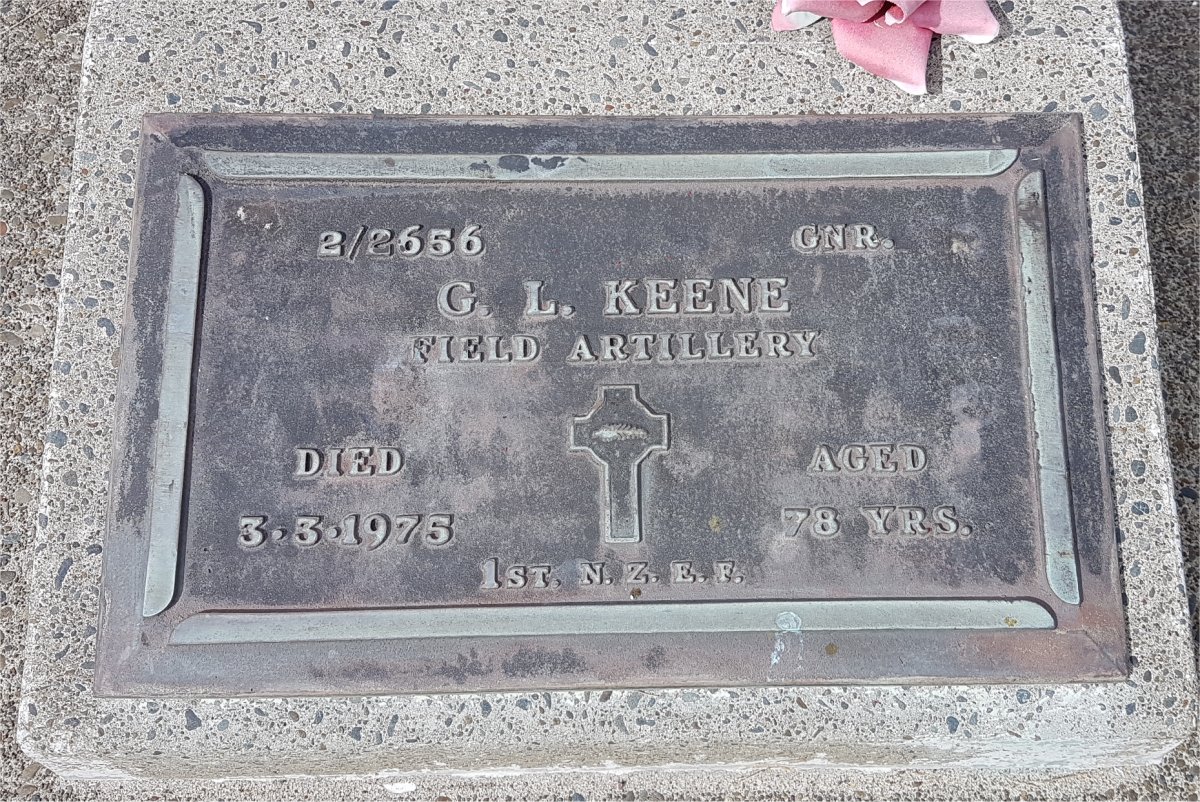 2/2656 GNR.
G. L. KEENE
FIELD ARTILLERY
DIED AGED
3·3·1975 78 YRS.
1ST. N.Z.E.F.